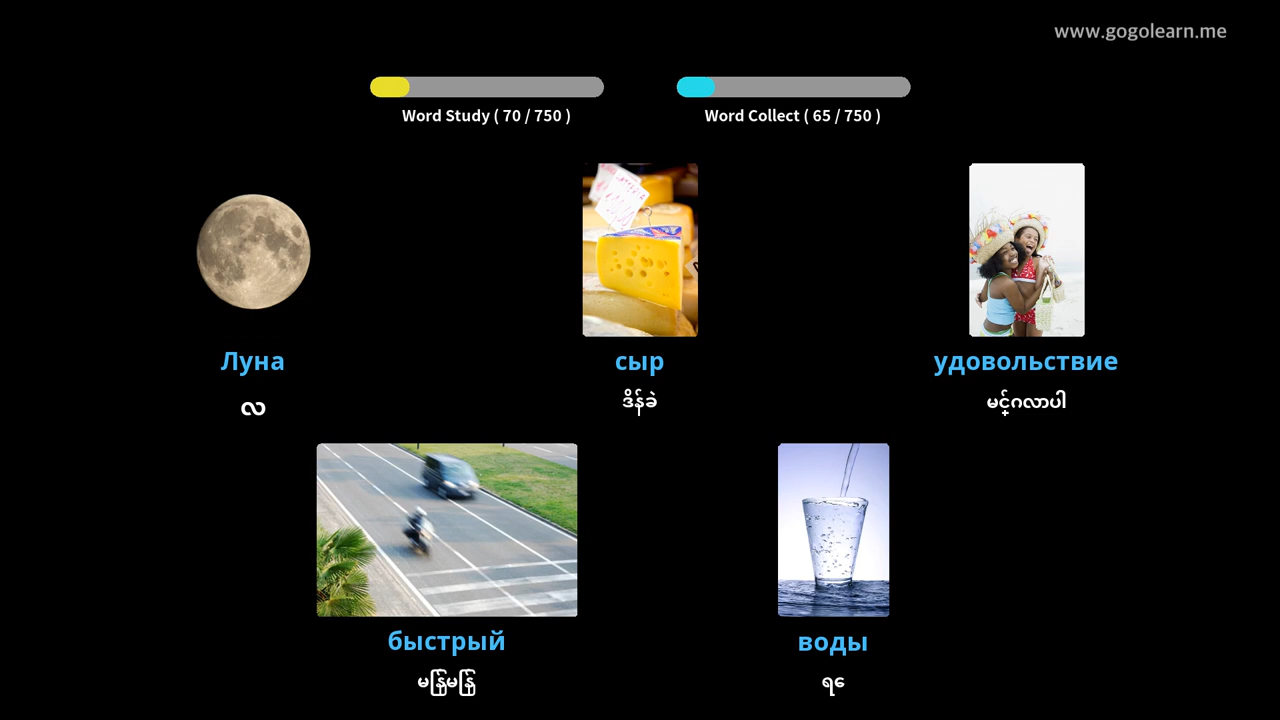 www.gogolearn.me
Word Study ( 70 / 750 )
Word Collect ( 65 / 750 )
Луна
сыр
удовольствие
လ
ဒိန်ခဲ
မင်္ဂလာပါ
быстрый
воды
မြန်မြန်
ရေ